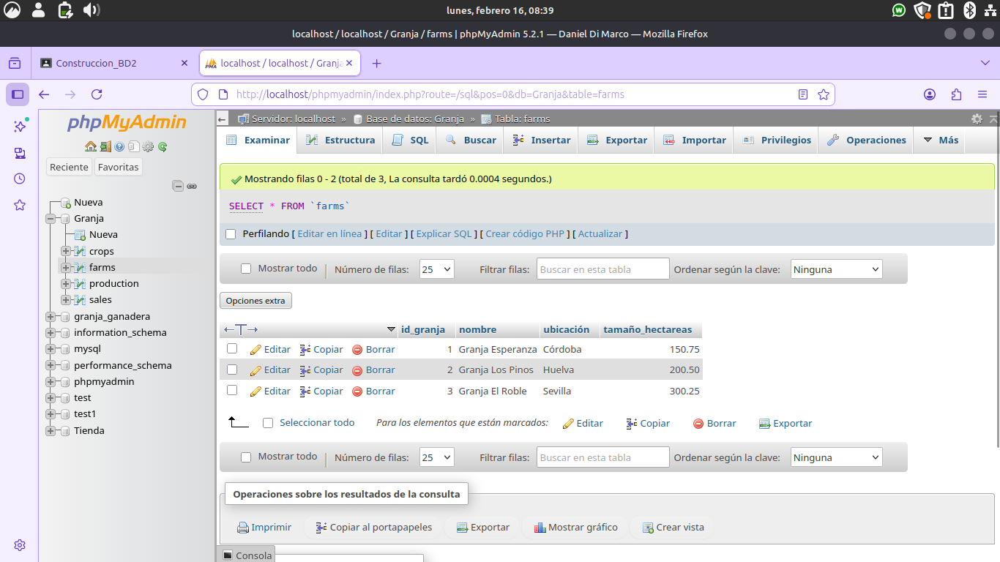 lunes, febrero 16, 08:39
localhost / localhost / Granja / farms | phpMyAdmin 5.2.1 — Daniel Di Marco — Mozilla Firefox
Construccion_BD2
localhost / localhost / Granja
http://localhost/phpmyadmin/index.php?route=/sql&pos=0&db=Granja&table=farms
phpMyAdmin
Reciente Favoritas
Nueva
Granja
Nueva
crops
farms
production
sales
granja_ganadera
information_schema
mysql
performance_schema
phpmyadmin
test
test1
Tienda
Servidor: localhost » Base de datos: Granja » Tabla: farms
Examinar Estructura SQL Buscar Insertar Exportar Importar Privilegios Operaciones Más
Mostrando filas 0 - 2 (total de 3, La consulta tardó 0.0004 segundos.)
SELECT * FROM `farms`
Perfilando [ Editar en línea ] [ Editar ] [ Explicar SQL ] [ Crear código PHP ] [ Actualizar ]
Mostrar todo Número de filas: 25 Filtrar filas: Buscar en esta tabla Ordenar según la clave: Ninguna
Opciones extra
←T→ id_granja nombre ubicación tamaño_hectareas
Editar Copiar Borrar 1 Granja Esperanza Córdoba 150.75
Editar Copiar Borrar 2 Granja Los Pinos Huelva 200.50
Editar Copiar Borrar 3 Granja El Roble Sevilla 300.25
Seleccionar todo Para los elementos que están marcados: Editar Copiar Borrar Exportar
Mostrar todo Número de filas: 25 Filtrar filas: Buscar en esta tabla Ordenar según la clave: Ninguna
Operaciones sobre los resultados de la consulta
Imprimir Copiar al portapapeles Exportar Mostrar gráfico Crear vista
Consola